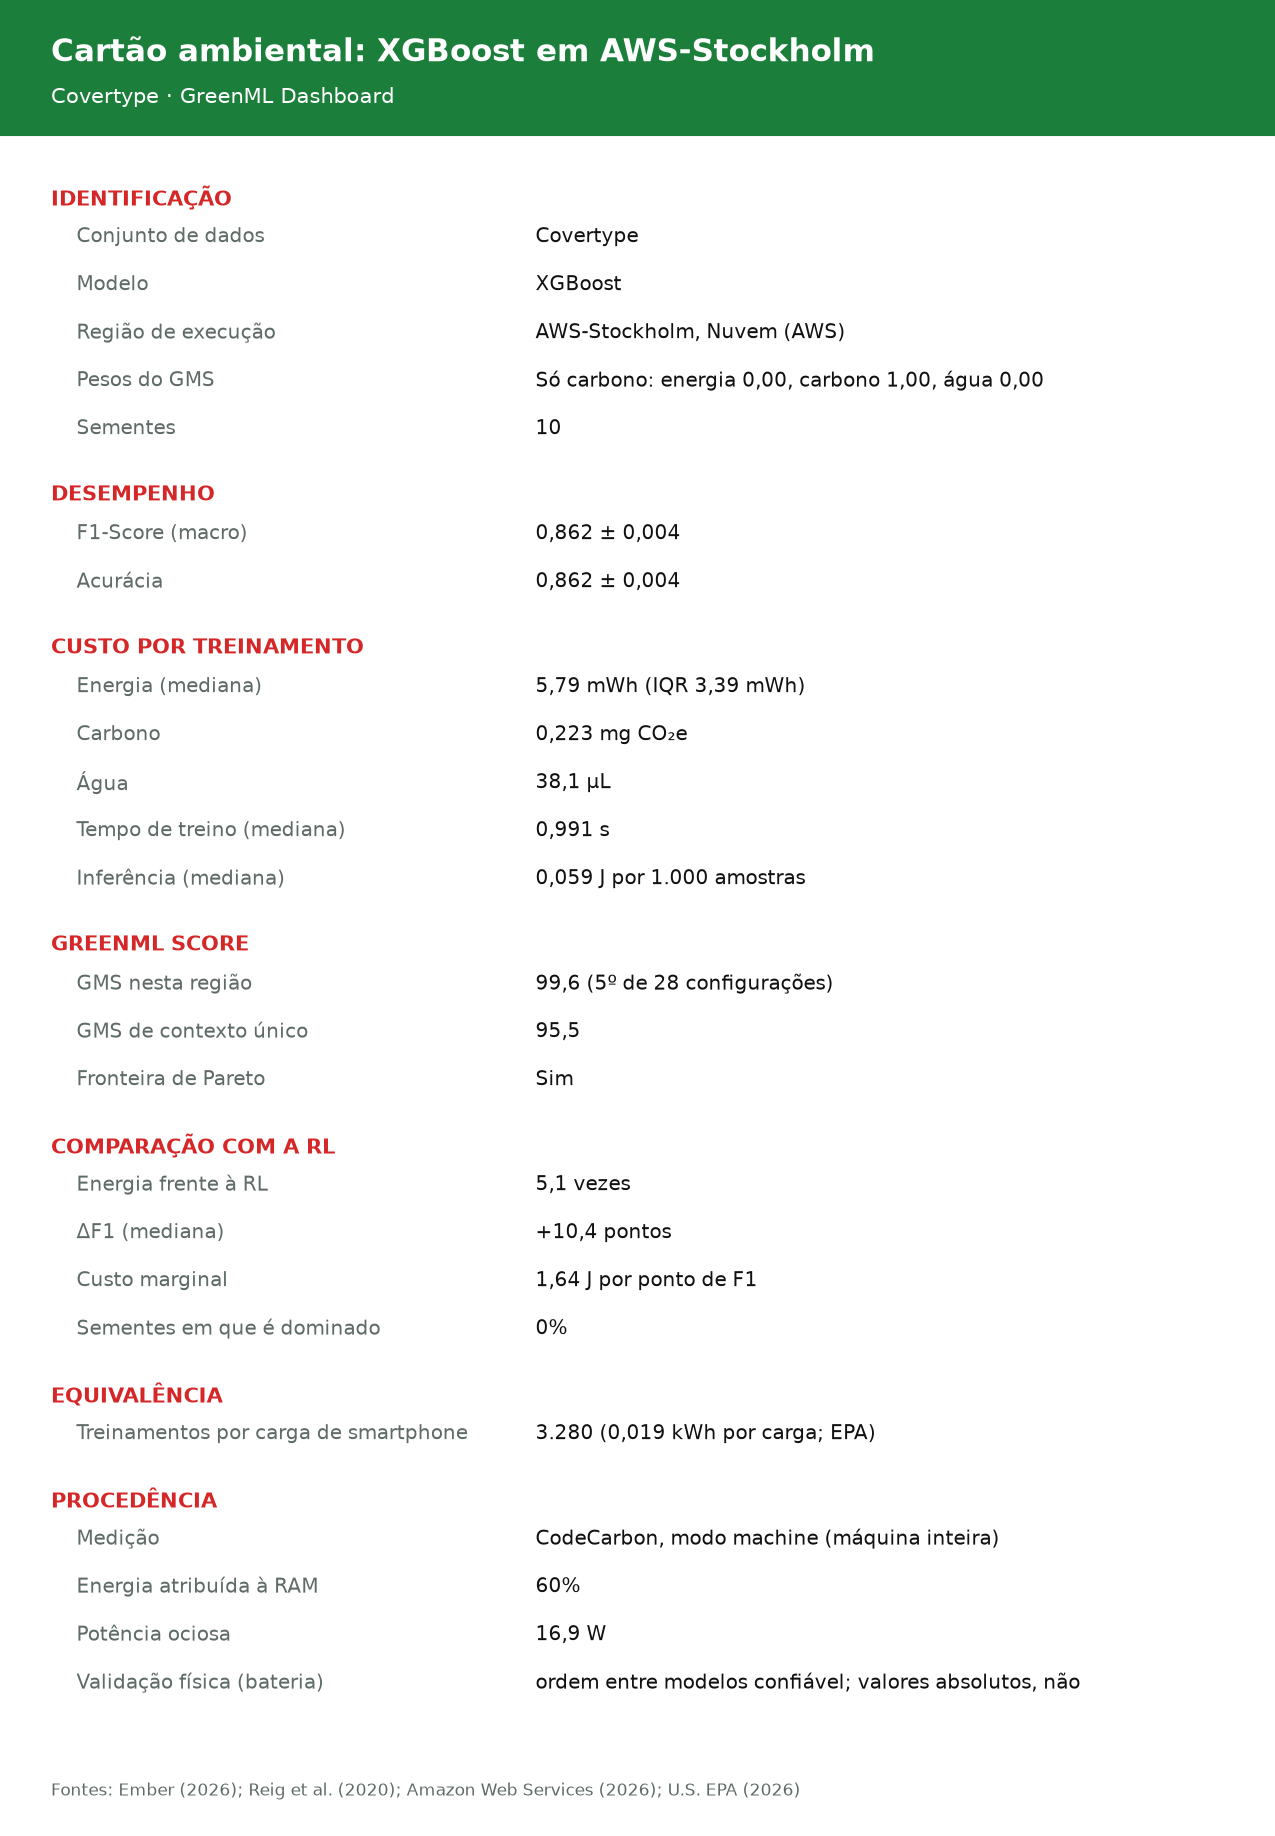 Cartão ambiental: XGBoost em AWS-Stockholm
Covertype · GreenML Dashboard
IDENTIFICAÇÃO
Conjunto de dados Covertype
Modelo XGBoost
Região de execução AWS-Stockholm, Nuvem (AWS)
Pesos do GMS Só carbono: energia 0,00, carbono 1,00, água 0,00
Sementes 10
DESEMPENHO
F1-Score (macro) 0,862 ± 0,004
Acurácia 0,862 ± 0,004
CUSTO POR TREINAMENTO
Energia (mediana) 5,79 mWh (IQR 3,39 mWh)
Carbono 0,223 mg CO₂e
Água 38,1 µL
Tempo de treino (mediana) 0,991 s
Inferência (mediana) 0,059 J por 1.000 amostras
GREENML SCORE
GMS nesta região 99,6 (5º de 28 configurações)
GMS de contexto único 95,5
Fronteira de Pareto Sim
COMPARAÇÃO COM A RL
Energia frente à RL 5,1 vezes
ΔF1 (mediana) +10,4 pontos
Custo marginal 1,64 J por ponto de F1
Sementes em que é dominado 0%
EQUIVALÊNCIA
Treinamentos por carga de smartphone 3.280 (0,019 kWh por carga; EPA)
PROCEDÊNCIA
Medição CodeCarbon, modo machine (máquina inteira)
Energia atribuída à RAM 60%
Potência ociosa 16,9 W
Validação física (bateria) ordem entre modelos confiável; valores absolutos, não
Fontes: Ember (2026); Reig et al. (2020); Amazon Web Services (2026); U.S. EPA (2026)